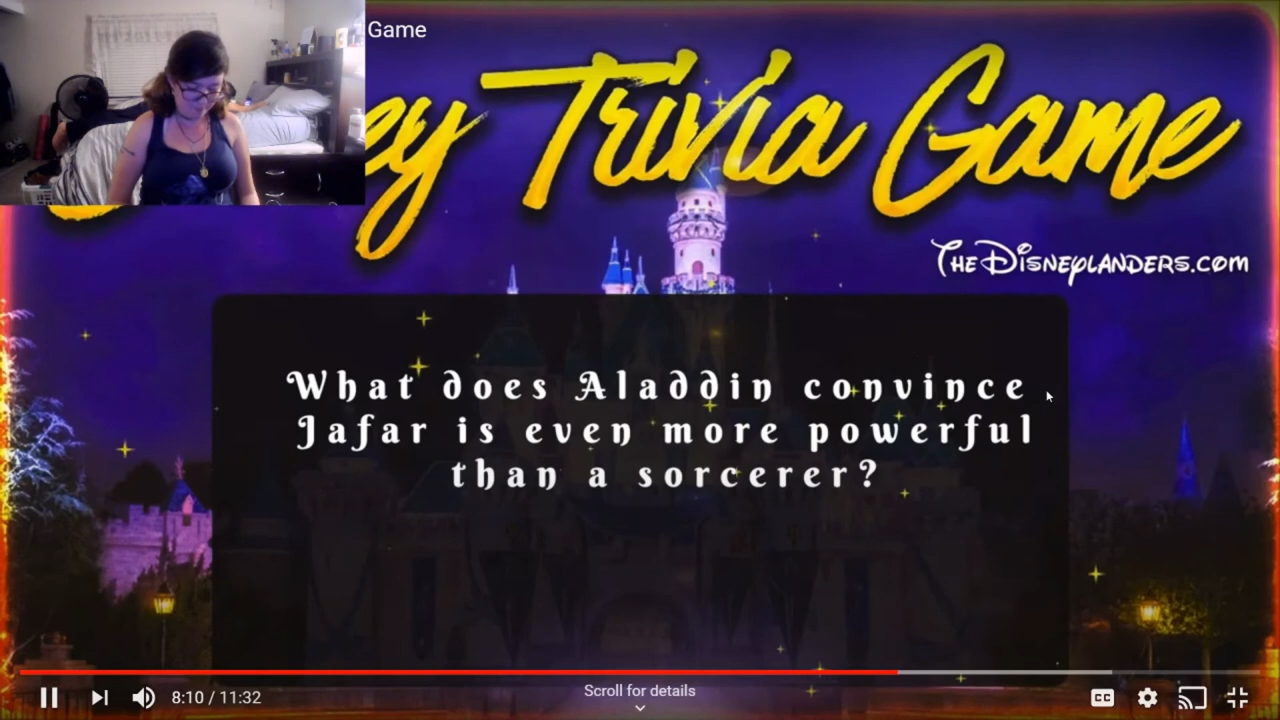 Game
ey Trivia Game
TheDisneylanders.com
What does Aladdin convince
Jafar is even more powerful
than a sorcerer?
8:10 / 11:32
Scroll for details
CC